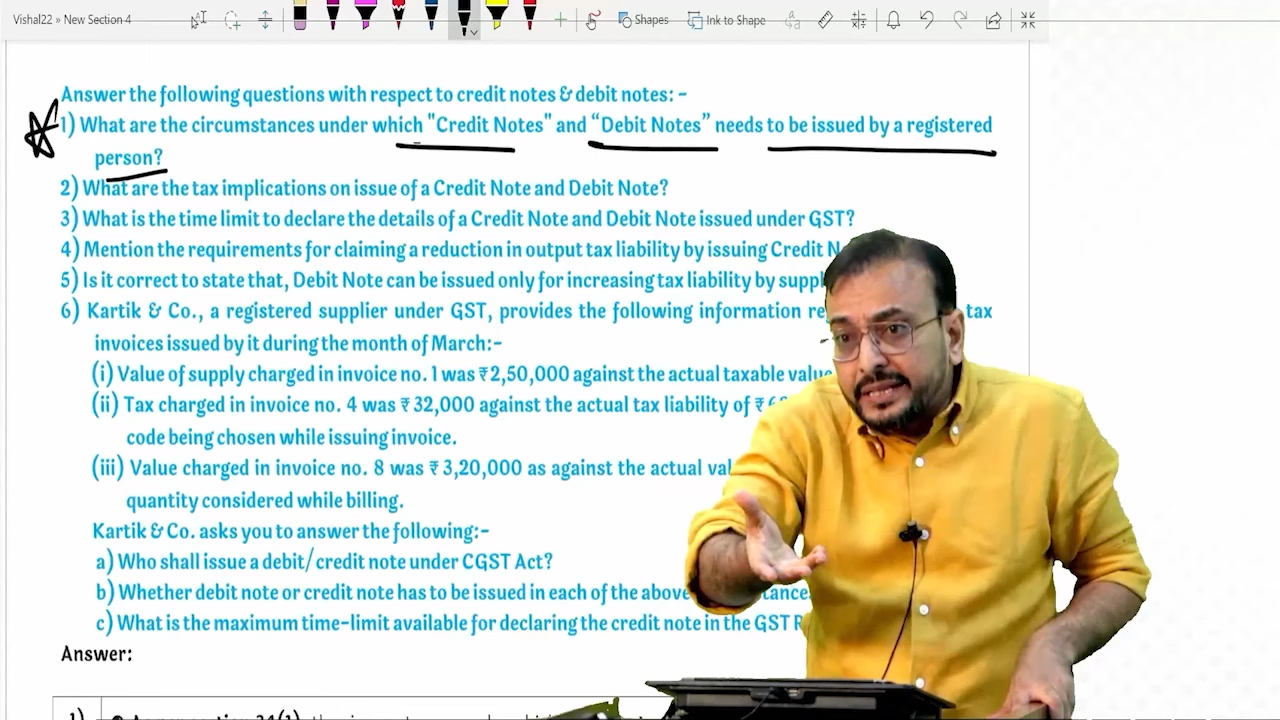 Vishal22 » New Section 4
Shapes
Ink to Shape
Answer the following questions with respect to credit notes & debit notes: -
1) What are the circumstances under which "Credit Notes" and “Debit Notes” needs to be issued by a registered
person?
2) What are the tax implications on issue of a Credit Note and Debit Note?
3) What is the time limit to declare the details of a Credit Note and Debit Note issued under GST?
4) Mention the requirements for claiming a reduction in output tax liability by issuing Credit
5) Is it correct to state that, Debit Note can be issued only for increasing tax liability by
6) Kartik & Co., a registered supplier under GST, provides the following information tax
invoices issued by it during the month of March:-
(i) Value of supply charged in invoice no. 1 was ₹2,50,000 against the actual taxable value
(ii) Tax charged in invoice no. 4 was ₹ 32,000 against the actual tax liability of
code being chosen while issuing invoice.
(iii) Value charged in invoice no. 8 was ₹ 3,20,000 as against the actual
quantity considered while billing.
Kartik & Co. asks you to answer the following:-
a) Who shall issue a debit/credit note under CGST Act?
b) Whether debit note or credit note has to be issued in each of the above
c) What is the maximum time-limit available for declaring the credit note in the GST
Answer: